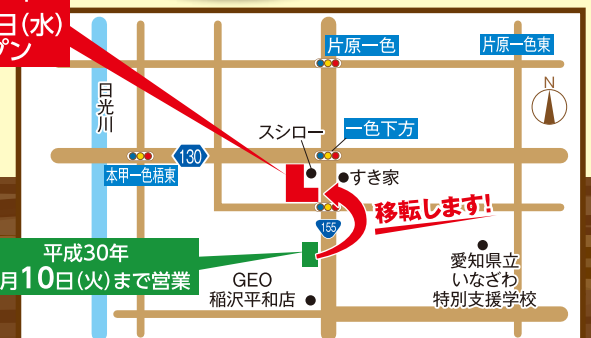 日(水)
プン
片原一色
片原一色東
N
日光川
スシロー
一色下方
130
本甲一色梧東
すき家
移転します!
155
平成30年
月10日(火)まで営業
GEO
稲沢平和店
愛知県立
いなざわ
特別支援学校